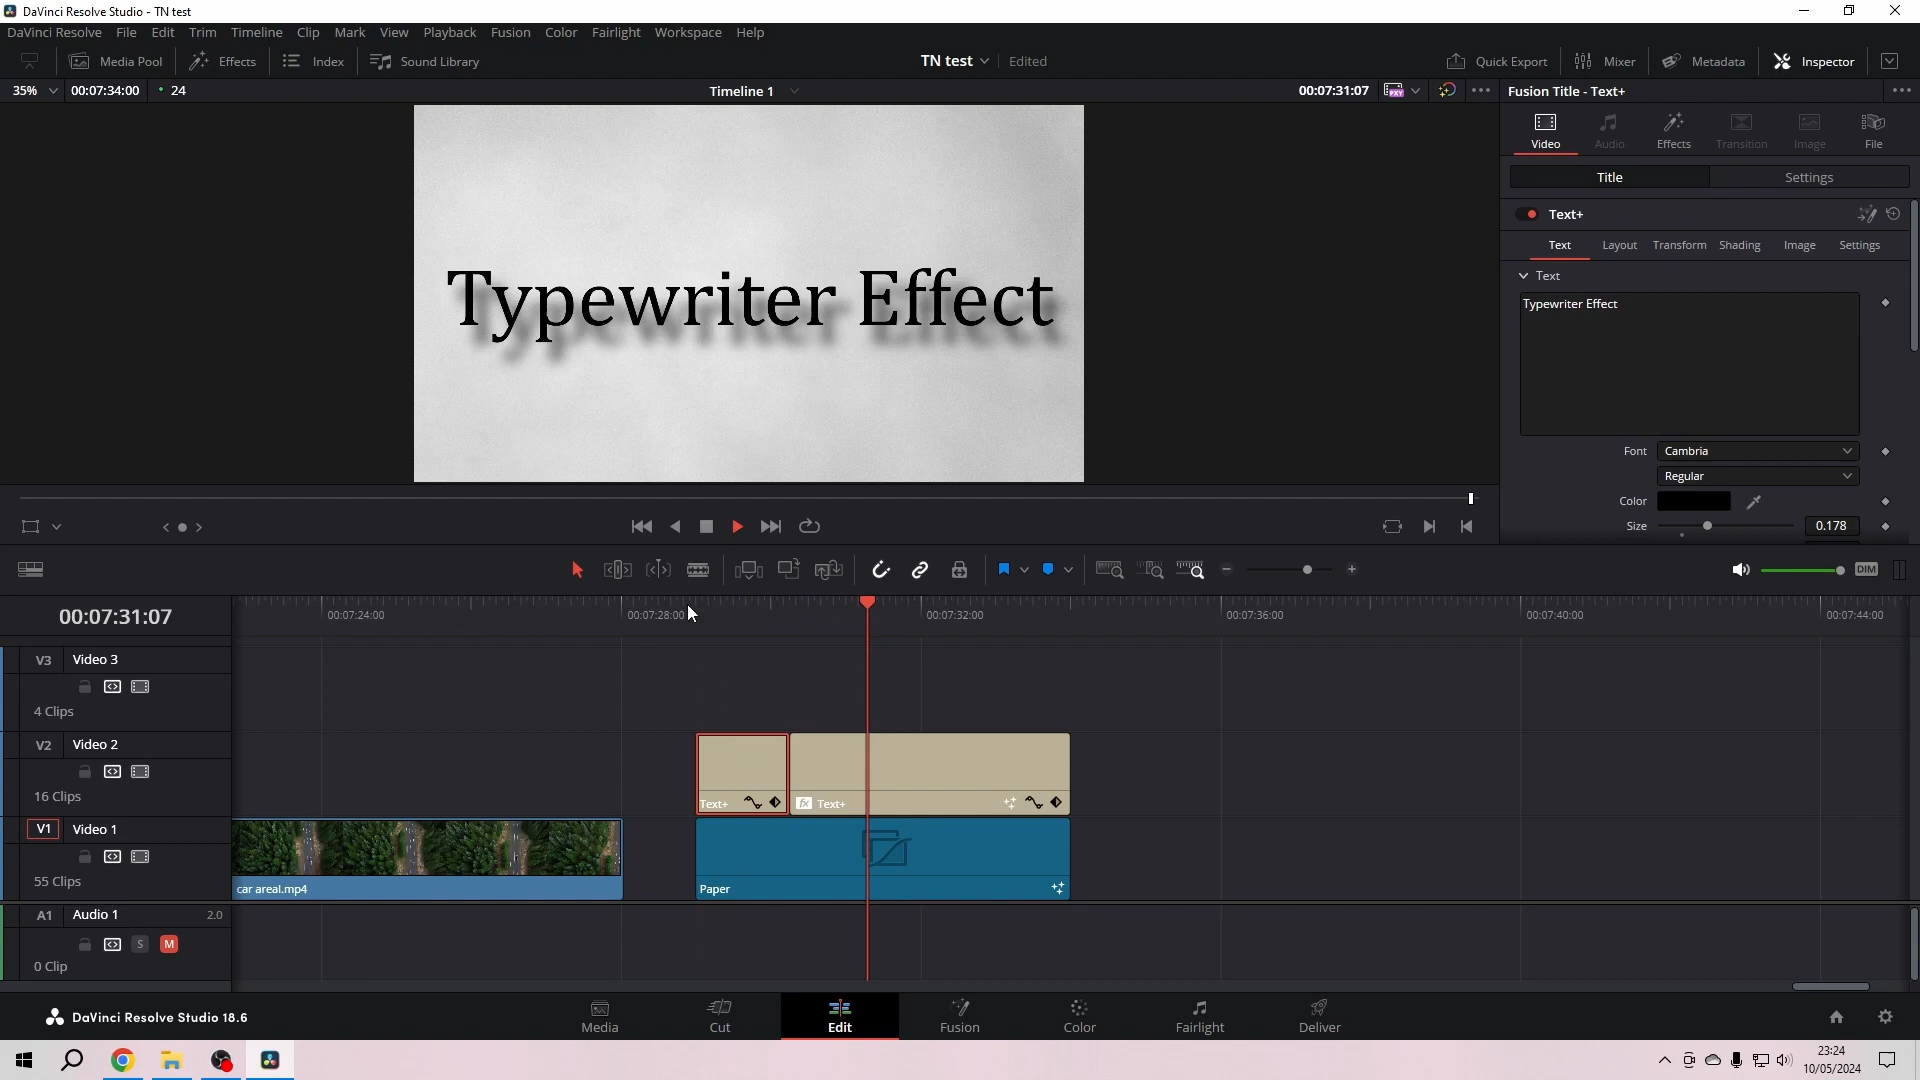 DaVinci Resolve Studio - TN test
DaVinci Resolve File Edit Trim Timeline Clip Mark View Playback Fusion Color Fairlight Workspace Help
Media Pool Effects Index Sound Library TN test Edited Quick Export Mixer Metadata Inspector
35% 00:07:34:00 24 Timeline 1 00:07:31:07 PXY Fusion Title - Text+
Video Audio Effects Transition Image File
Title Settings
Text+
Text Layout Transform Shading Image Settings
Text
Typewriter Effect
Typewriter Effect
Font Cambria
Regular
Color
Size 0.178
DIM
00:07:31:07 00:07:24:00 00:07:28:00 00:07:32:00 00:07:36:00 00:07:40:00 00:07:44:00
V3 Video 3
4 Clips
V2 Video 2
16 Clips
Text+ fx Text+
V1 Video 1
55 Clips
car areal.mp4 Paper
A1 Audio 1 2.0
S M
0 Clip
DaVinci Resolve Studio 18.6 Media Cut Edit Fusion Color Fairlight Deliver
23:24
10/05/2024